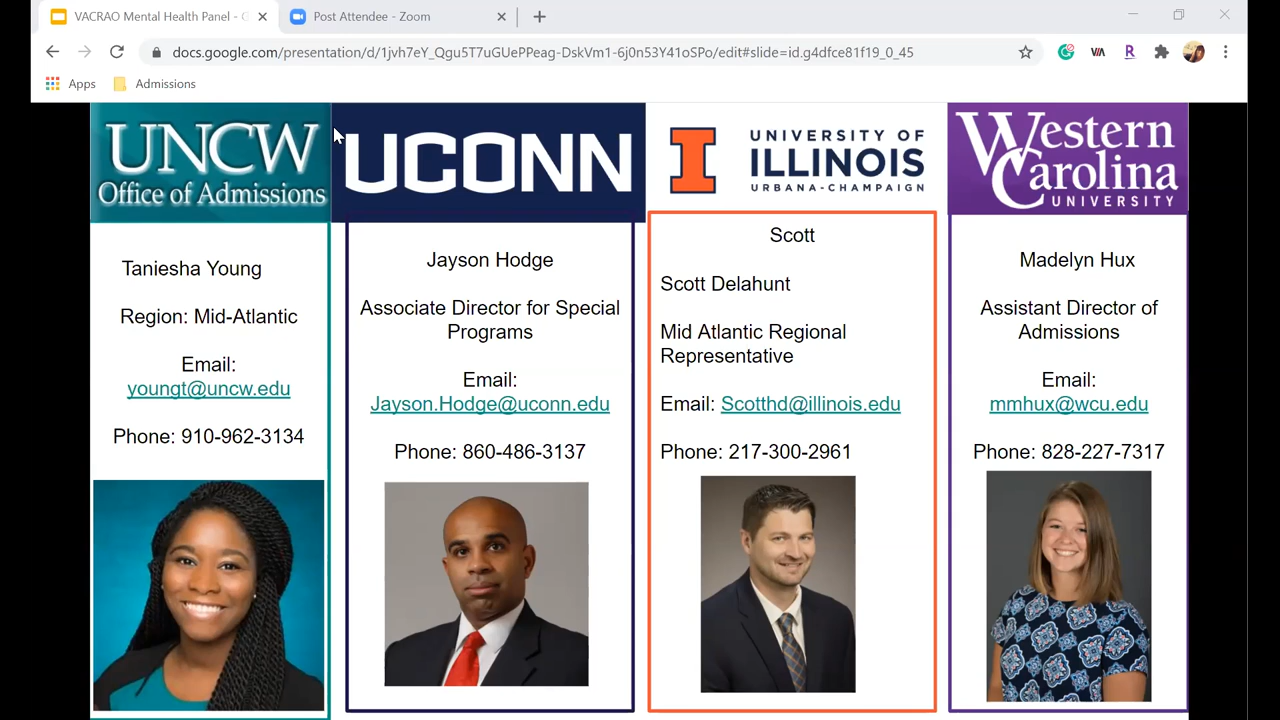 VACRAO Mental Health Panel - G
Post Attendee - Zoom
docs.google.com/presentation/d/1jvh7eY_Qgu5T7uGUePPeag-DskVm1-6j0n53Y41oSPo/edit#slide=id.g4dfce81f19_0_45
VIA
R
Apps
Admissions
UNCW
Office of Admissions
Taniesha Young
Region: Mid-Atlantic
Email:
youngt@uncw.edu
Phone: 910-962-3134
UCONN
Jayson Hodge
Associate Director for Special
Programs
Email:
Jayson.Hodge@uconn.edu
Phone: 860-486-3137
I
UNIVERSITY OF
ILLINOIS
URBANA-CHAMPAIGN
Scott
Scott Delahunt
Mid Atlantic Regional
Representative
Email: Scotthd@illinois.edu
Phone: 217-300-2961
Western
Carolina
UNIVERSITY
Madelyn Hux
Assistant Director of
Admissions
Email:
mmhux@wcu.edu
Phone: 828-227-7317